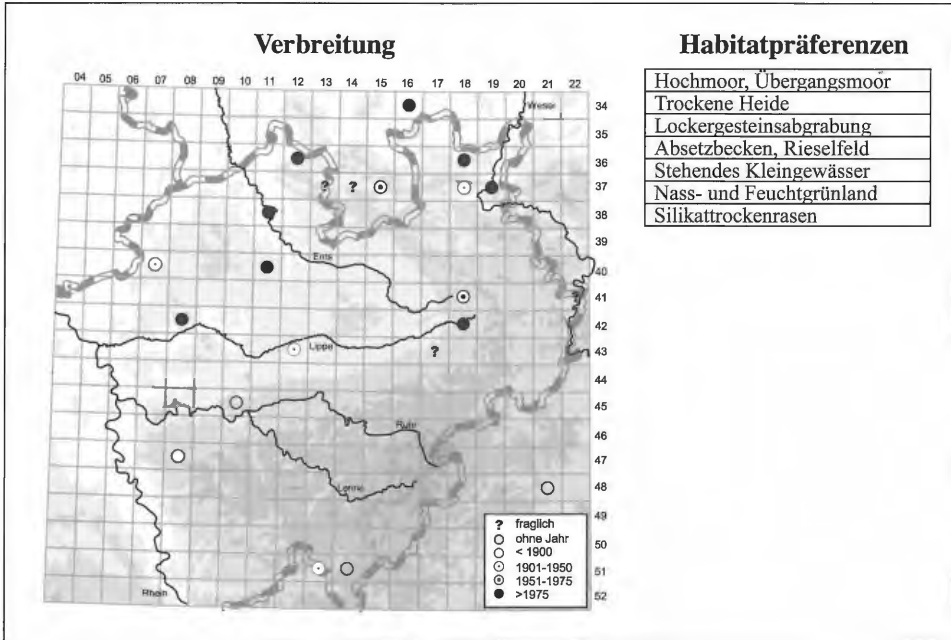 Verbreitung
04 05 06 07 08 09 10 11 12 13 14 15 16 17 18 19 20 21 22
34
35
36
37
38
39
40
41
42
43
44
45
46
47
48
49
50
51
52
Weser
Ems
Lippe
Ruhr
Lenne
Rhein
? ? ?
? fraglich
ohne Jahr
< 1900
1901-1950
1951-1975
>1975
Habitatpräferenzen
Hochmoor, Übergangsmoor
Trockene Heide
Lockergesteinsabgrabung
Absetzbecken, Rieselfeld
Stehendes Kleingewässer
Nass- und Feuchtgrünland
Silikattrockenrasen